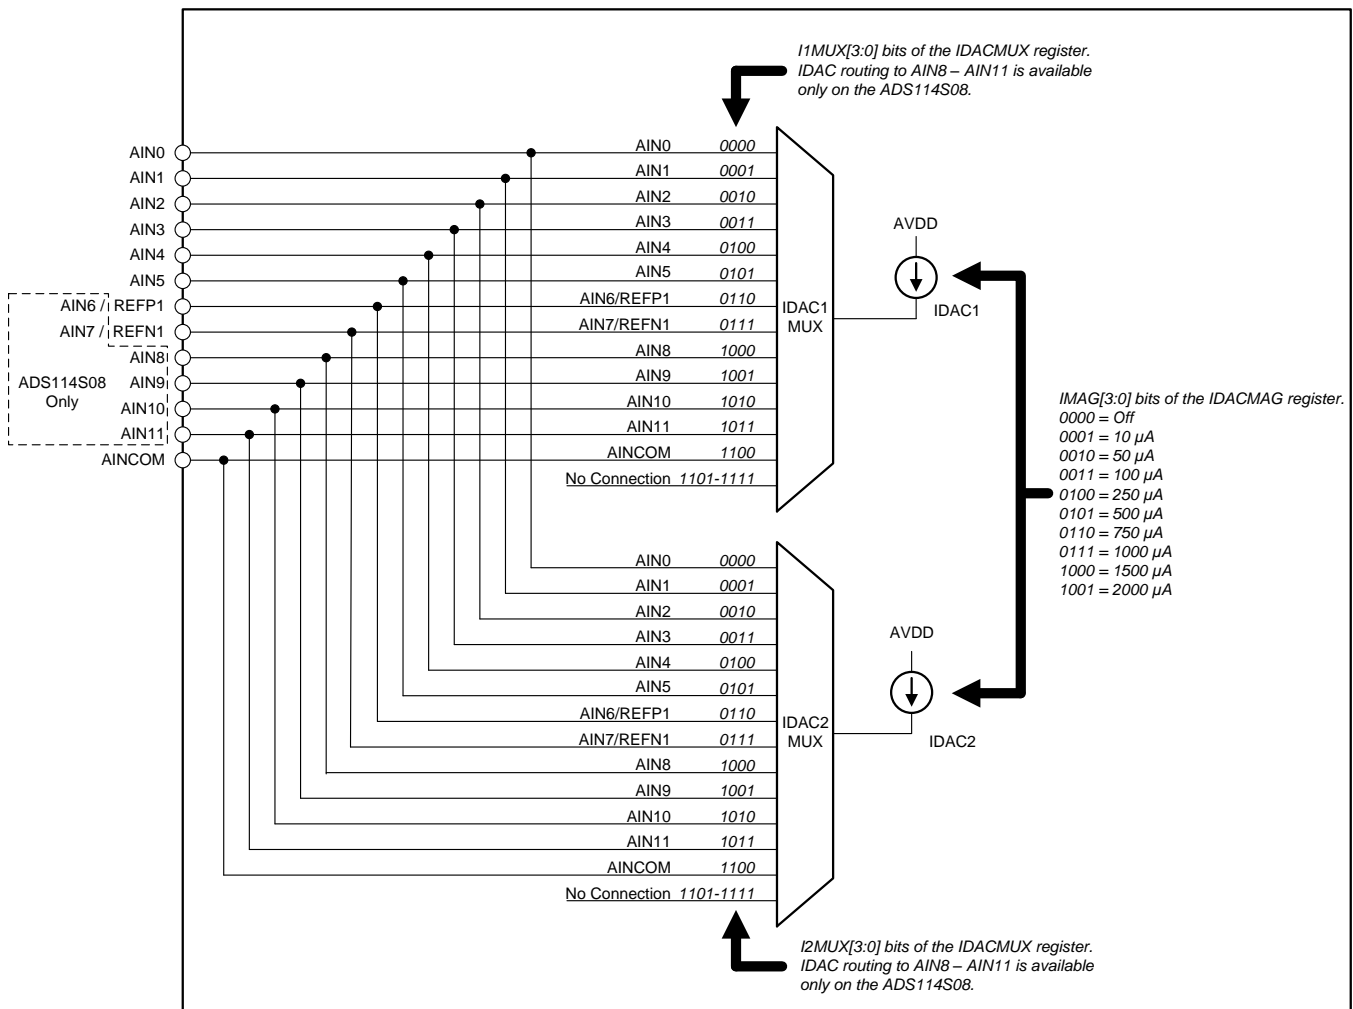 I1MUX[3:0] bits of the IDACMUX register.
IDAC routing to AIN8 – AIN11 is available
only on the ADS114S08.
AIN0 AIN0 0000
AIN1 AIN1 0001
AIN2 AIN2 0010
AIN3 AIN3 0011
AIN4 AIN4 0100
AIN5 AIN5 0101
AIN6 / REFP1 AIN6/REFP1 0110
AIN7 / REFN1 AIN7/REFN1 0111
AIN8 AIN8 1000
AIN9 AIN9 1001
AIN10 AIN10 1010
AIN11 AIN11 1011
AINCOM AINCOM 1100
No Connection 1101-1111
ADS114S08
Only
IDAC1
MUX
AVDD
IDAC1
IMAG[3:0] bits of the IDACMAG register.
0000 = Off
0001 = 10 µA
0010 = 50 µA
0011 = 100 µA
0100 = 250 µA
0101 = 500 µA
0110 = 750 µA
0111 = 1000 µA
1000 = 1500 µA
1001 = 2000 µA
AIN0 0000
AIN1 0001
AIN2 0010
AIN3 0011
AIN4 0100
AIN5 0101
AIN6/REFP1 0110
AIN7/REFN1 0111
AIN8 1000
AIN9 1001
AIN10 1010
AIN11 1011
AINCOM 1100
No Connection 1101-1111
IDAC2
MUX
AVDD
IDAC2
I2MUX[3:0] bits of the IDACMUX register.
IDAC routing to AIN8 – AIN11 is available
only on the ADS114S08.